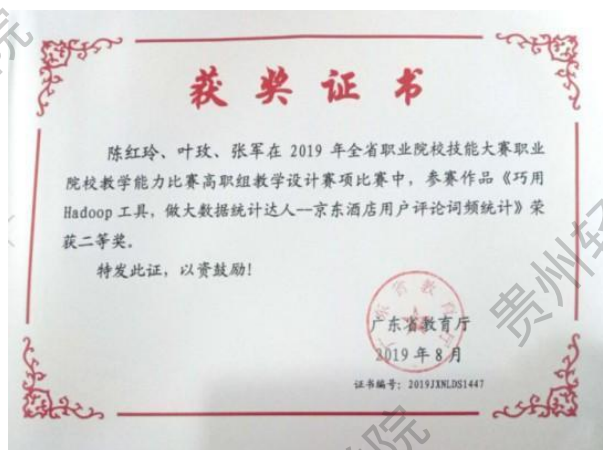 获奖证书
陈红玲、叶玫、张军在 2019 年全省职业院校技能大赛职业
院校教学能力比赛高职组教学设计赛项比赛中，参赛作品《巧用
Hadoop 工具，做大数据统计达人--京东酒店用户评论词频统计》荣
获二等奖。
特发此证，以资鼓励！
广东省教育厅
2019 年 8 月
证书编号：2019JXNLDS1447
贵州轻
院
院